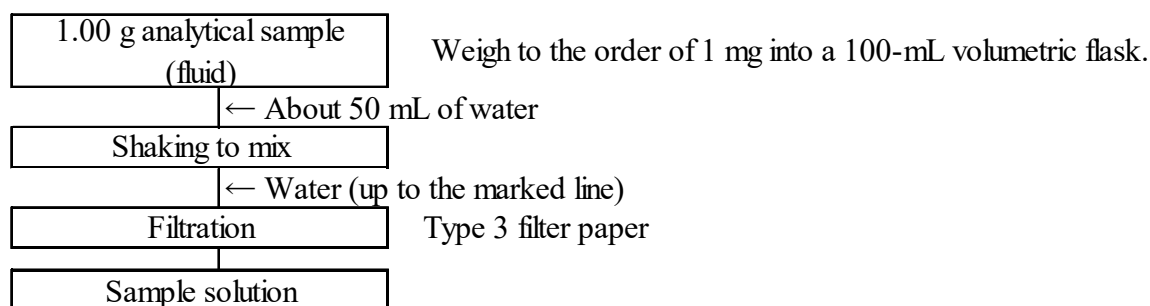 1.00 g analytical sample
(fluid)
Weigh to the order of 1 mg into a 100-mL volumetric flask.
← About 50 mL of water
Shaking to mix
← Water (up to the marked line)
Filtration
Type 3 filter paper
Sample solution